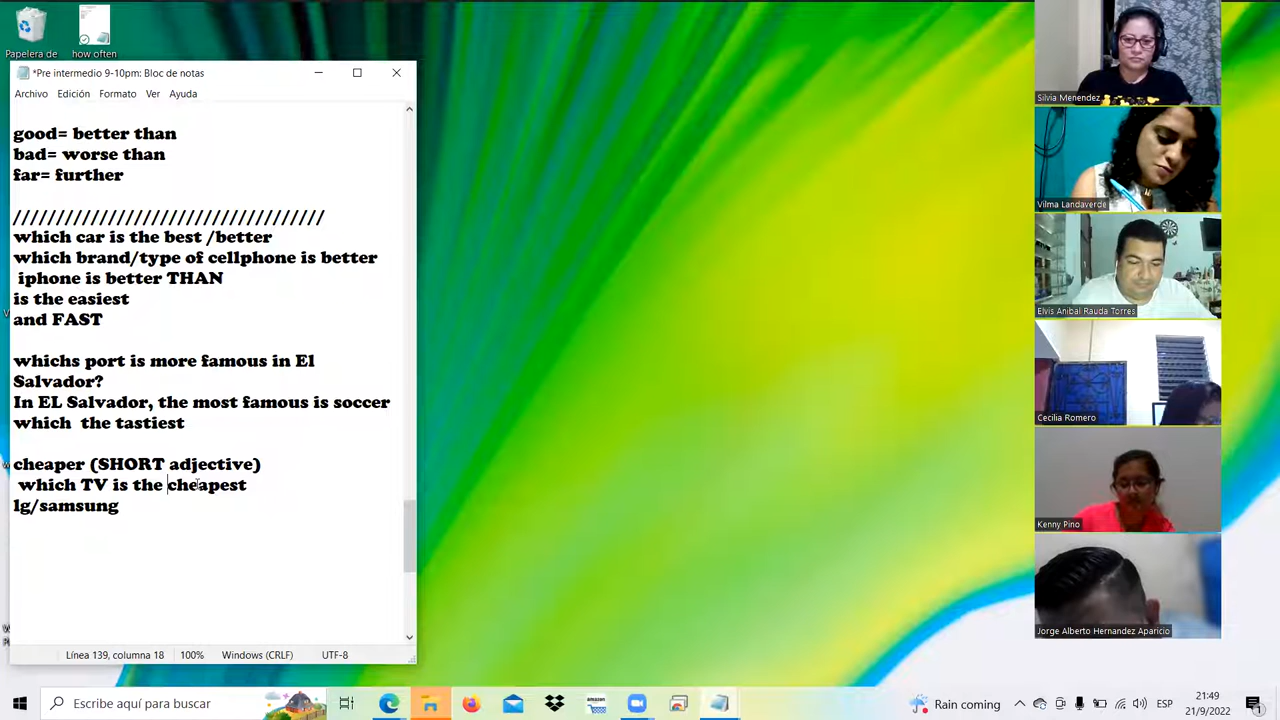 Papelera de
how often
*Pre intermedio 9-10pm: Bloc de notas
Archivo Edición Formato Ver Ayuda
good= better than
bad= worse than
far= further
/////////////////////////////////////
which car is the best /better
which brand/type of cellphone is better
iphone is better THAN
is the easiest
and FAST
whichs port is more famous in El
Salvador?
In EL Salvador, the most famous is soccer
which the tastiest
cheaper (SHORT adjective)
which TV is the cheapest
lg/samsung
Línea 139, columna 18 100% Windows (CRLF) UTF-8
Silvia Menendez
Vilma Landaverde
Elvis Anibal Rauda Torres
Cecilia Romero
Kenny Pino
Jorge Alberto Hernandez Aparicio
Escribe aquí para buscar
amazon
Rain coming
ESP
21:49
21/9/2022
1